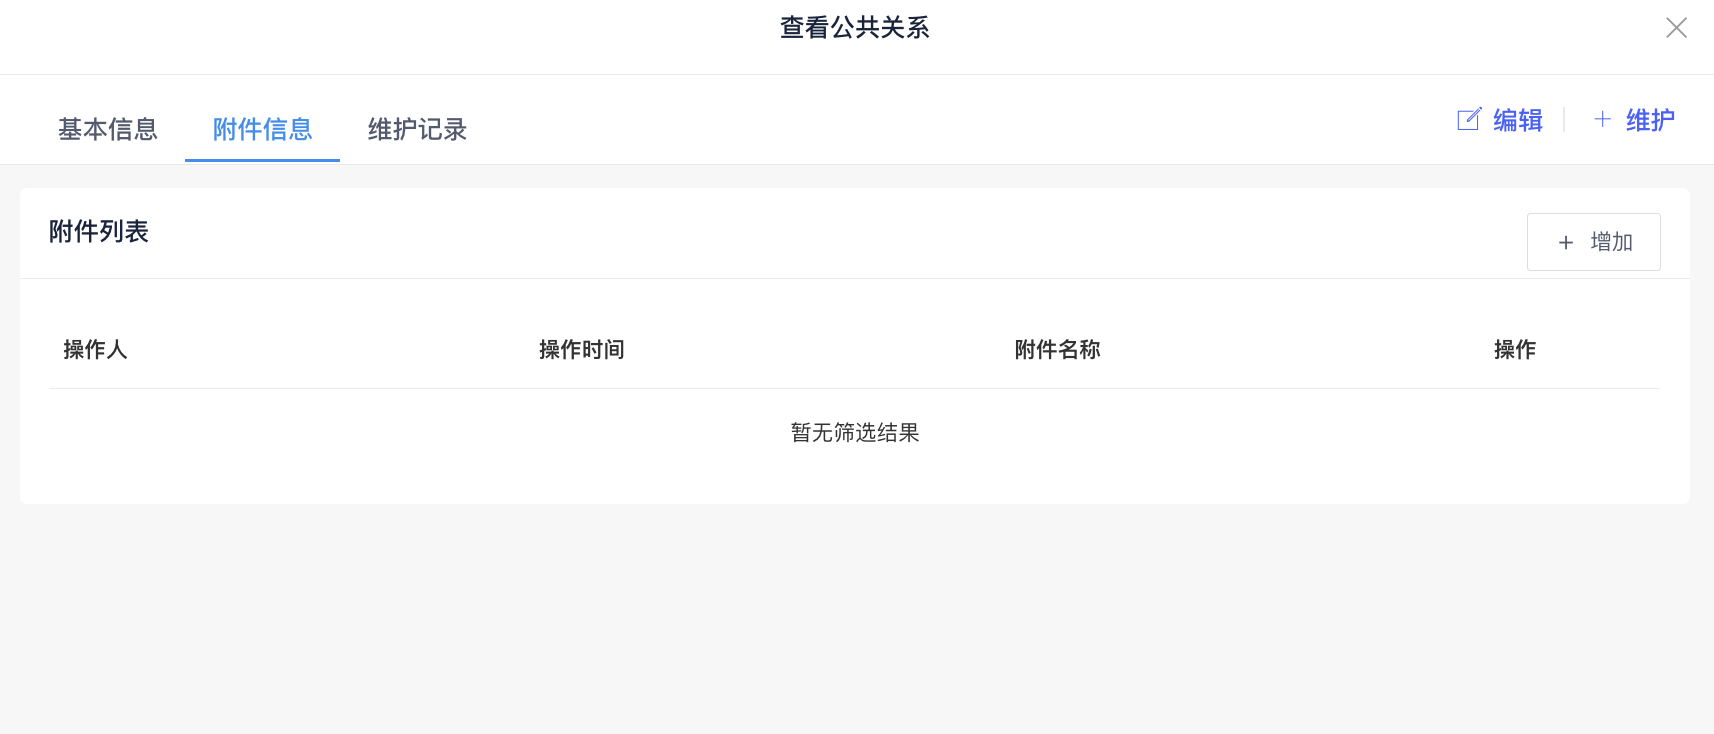 查看公共关系
基本信息 附件信息 维护记录 编辑 维护
附件列表 + 增加
操作人 操作时间 附件名称 操作
暂无筛选结果